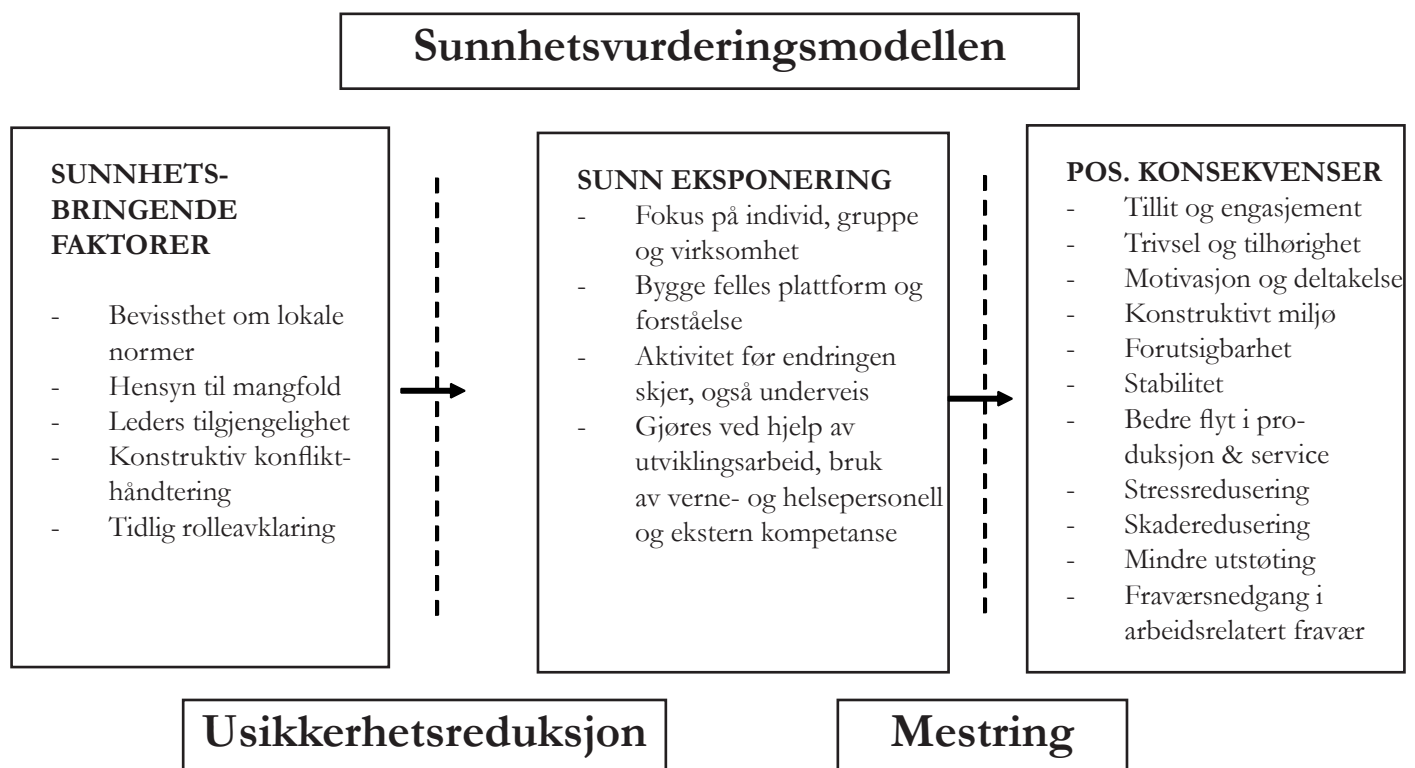 Sunnhetsvurderingsmodellen
SUNNHETS-
BRINGENDE
FAKTORER
- Bevissthet om lokale
normer
- Hensyn til mangfold
- Leders tilgjengelighet
- Konstruktiv konflikt-
håndtering
- Tidlig rolleavklaring
SUNN EKSPONERING
- Fokus på individ, gruppe
og virksomhet
- Bygge felles plattform og
forståelse
- Aktivitet før endringen
skjer, også underveis
- Gjøres ved hjelp av
utviklingsarbeid, bruk
av verne- og helsepersonell
og ekstern kompetanse
POS. KONSEKVENSER
- Tillit og engasjement
- Trivsel og tilhørighet
- Motivasjon og deltakelse
- Konstruktivt miljø
- Forutsigbarhet
- Stabilitet
- Bedre flyt i pro-
duksjon & service
- Stressredusering
- Skaderedusering
- Mindre utstøting
- Fraværsnedgang i
arbeidsrelatert fravær
Usikkerhetsreduksjon
Mestring